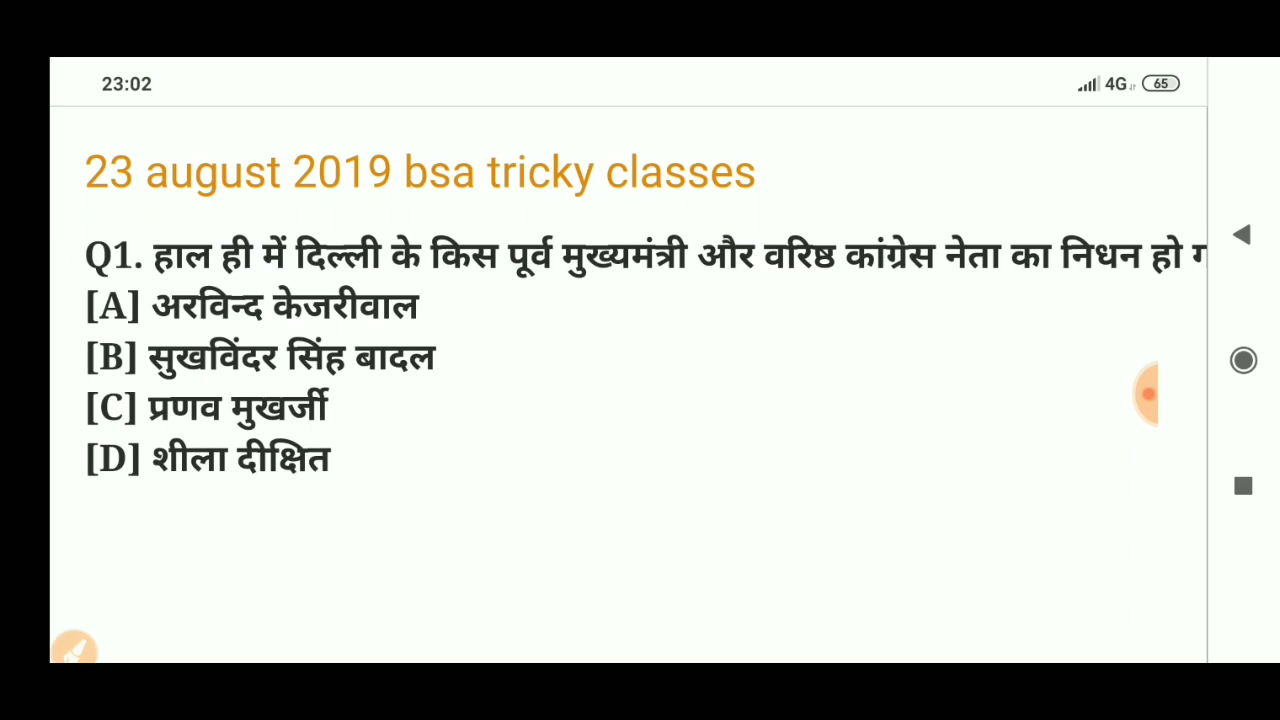 23:02
4G 65
23 august 2019 bsa tricky classes
Q1. हाल ही में दिल्ली के किस पूर्व मुख्यमंत्री और वरिष्ठ कांग्रेस नेता का निधन हो
[A] अरविन्द केजरीवाल
[B] सुखविंदर सिंह बादल
[C] प्रणव मुखर्जी
[D] शीला दीक्षित